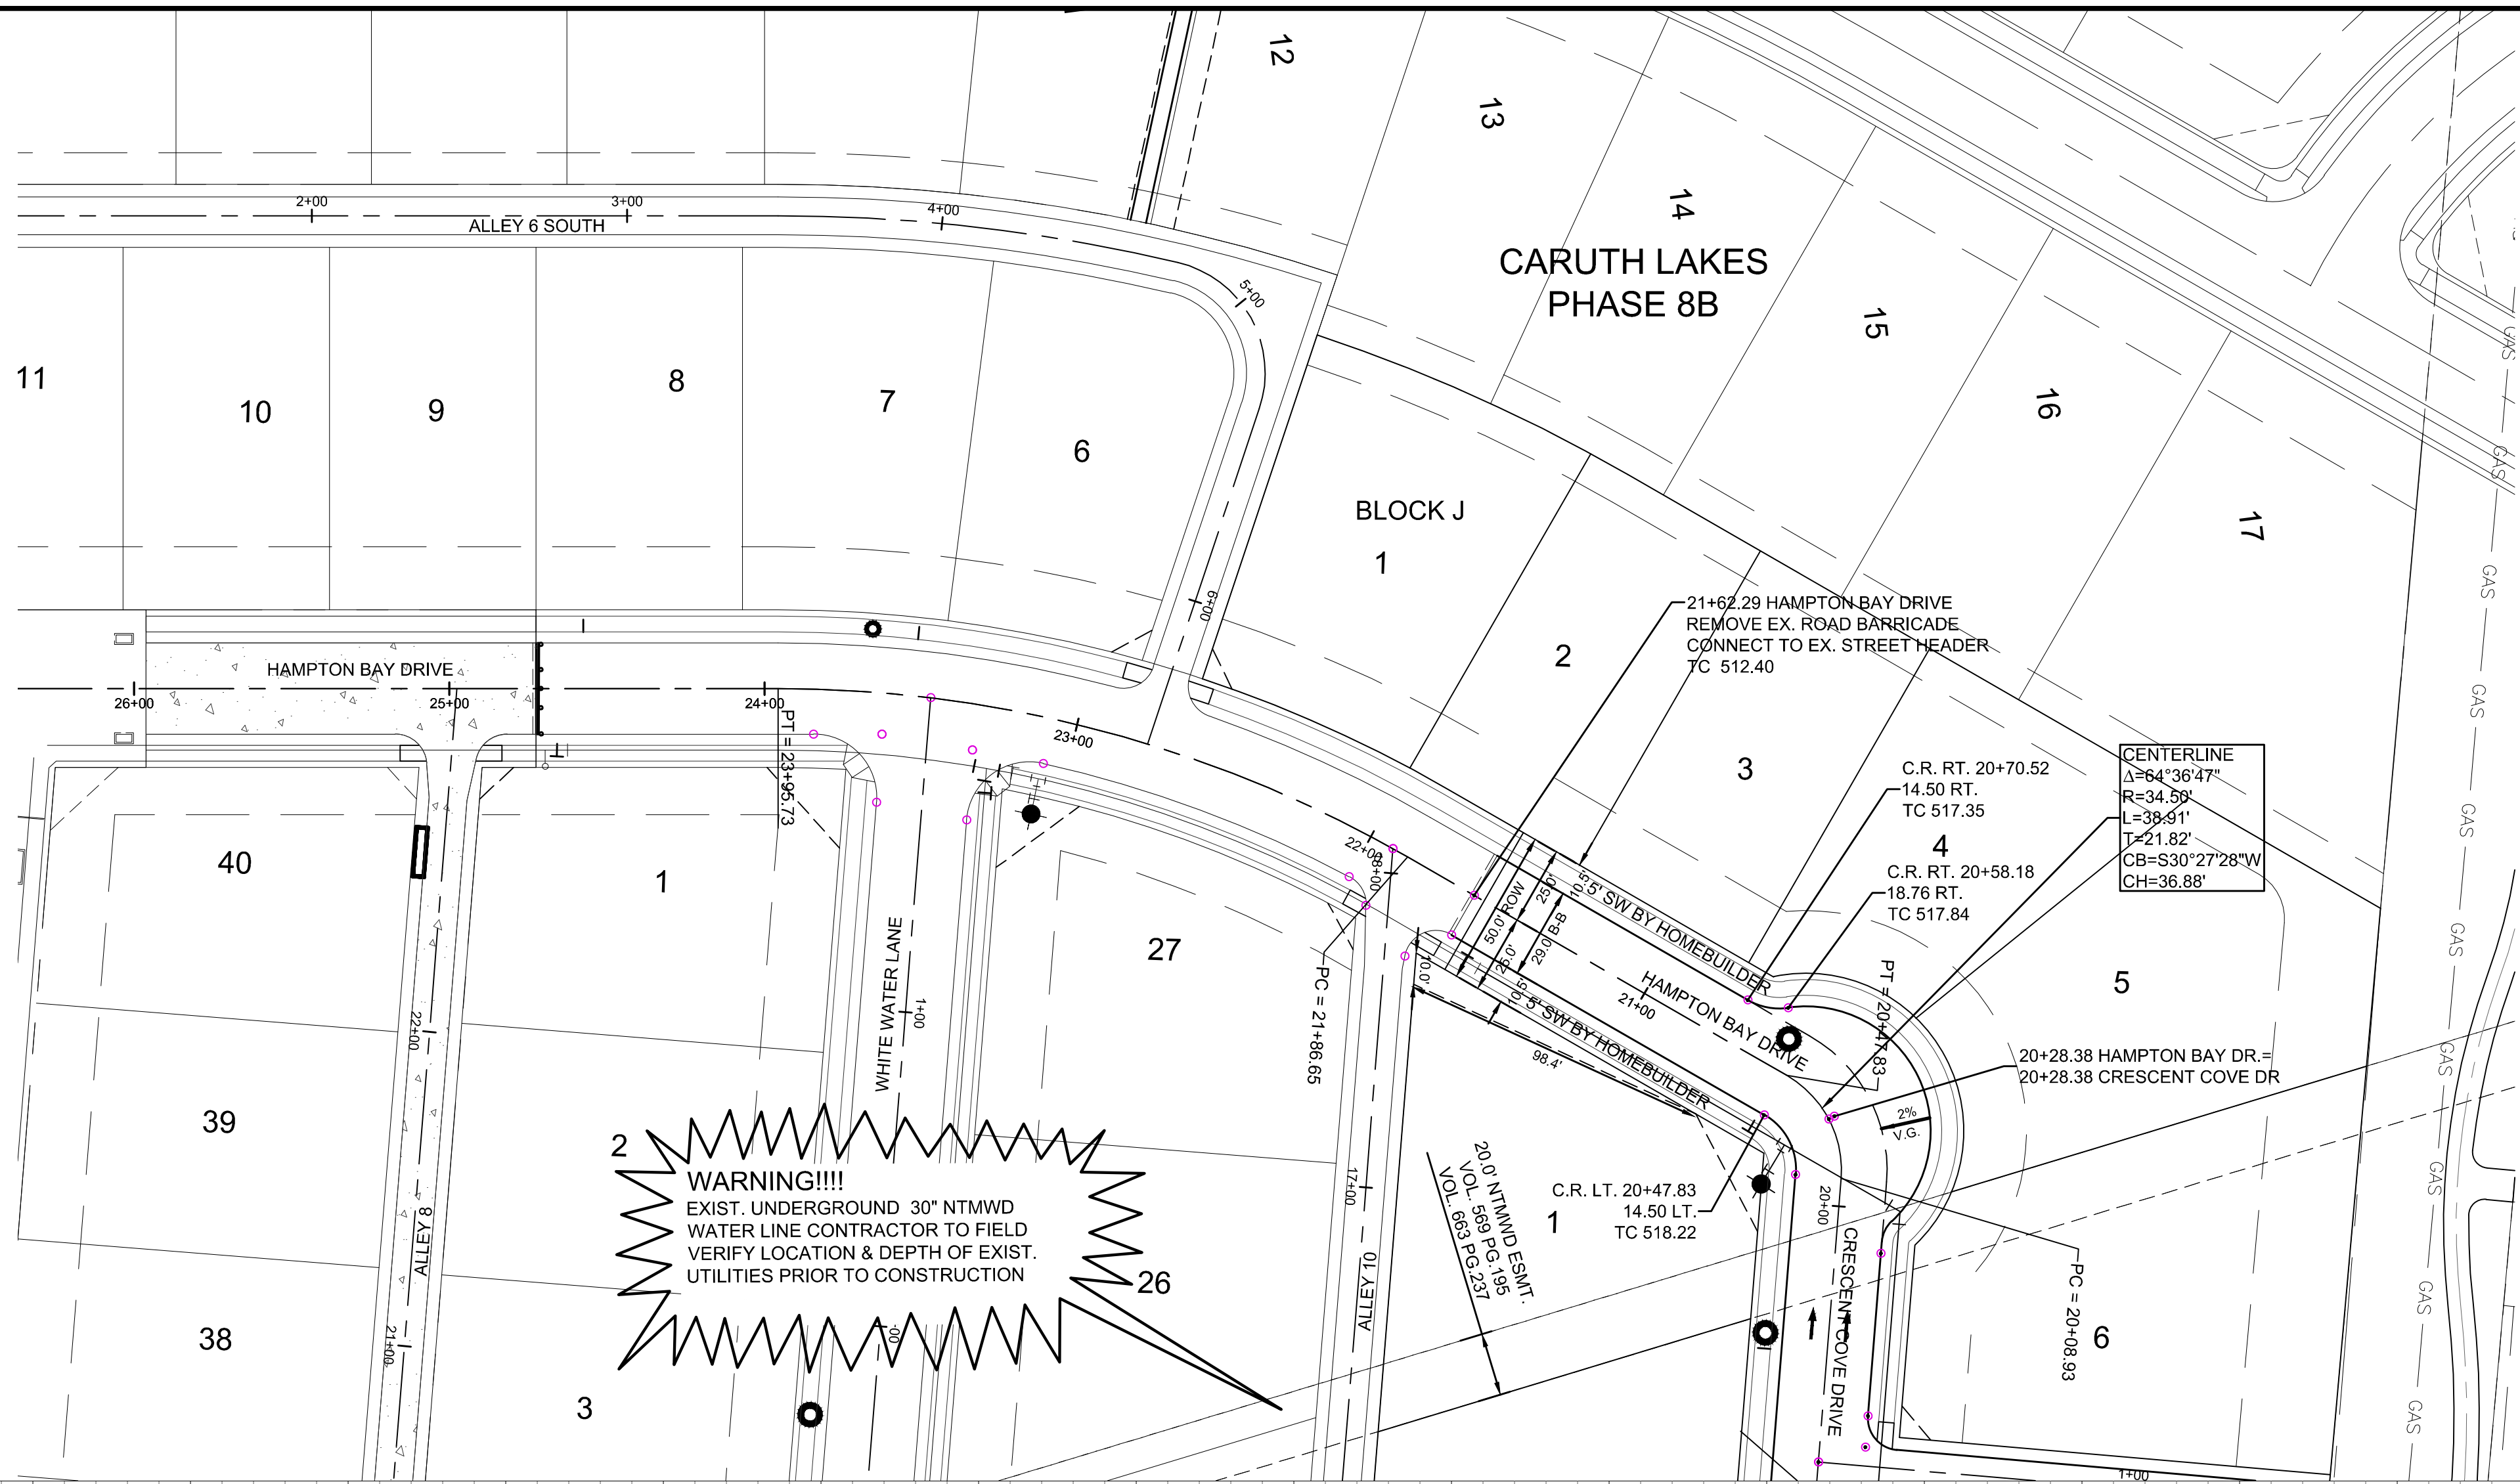 12
13
14
CARUTH LAKES
PHASE 8B
15
16
17
2+00
3+00
4+00
5+00
6+00
ALLEY 6 SOUTH
11
10
9
8
7
6
BLOCK J
1
2
3
4
5
6
21+62.29 HAMPTON BAY DRIVE
REMOVE EX. ROAD BARRICADE
CONNECT TO EX. STREET HEADER
TC 512.40
HAMPTON BAY DRIVE
26+00
25+00
24+00
23+00
22+00
18+00
PT = 23+95.73
C.R. RT. 20+70.52
14.50 RT.
TC 517.35
C.R. RT. 20+58.18
18.76 RT.
TC 517.84
CENTERLINE
Δ=64°36'47"
R=34.50'
L=38.91'
T=21.82'
CB=S30°27'28"W
CH=36.88'
50.0' ROW
25.0'
25.0'
10.5'
10.5'
29.0' B-B
5' SW BY HOMEBUILDER
5' SW BY HOMEBUILDER
10.0'
98.4'
HAMPTON BAY DRIVE
21+00
PT = 20+47.83
PC = 21+86.65
20+28.38 HAMPTON BAY DR.=
20+28.38 CRESCENT COVE DR
2%
V.G.
C.R. LT. 20+47.83
14.50 LT.
TC 518.22
20+00
CRESCENT COVE DRIVE
PC = 20+08.93
1+00
20.0' NTMWD ESMT.
VOL. 569 PG.195
VOL. 663 PG.237
1
17+00
ALLEY 10
27
26
WHITE WATER LANE
1+00
40
39
38
1
2
3
22+00
21+00
ALLEY 8
WARNING!!!!
EXIST. UNDERGROUND 30" NTMWD
WATER LINE CONTRACTOR TO FIELD
VERIFY LOCATION & DEPTH OF EXIST.
UTILITIES PRIOR TO CONSTRUCTION
GAS
GAS
GAS
GAS
GAS
GAS
GAS
GAS
GAS
GAS
GAS
GAS